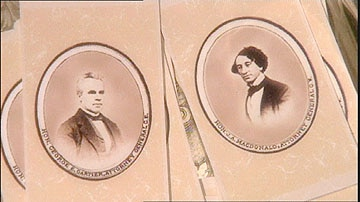 HON. GEORGE E. CARTIER, ATTORNEY GENERAL C.E.
HON. J.A. MACDONALD, ATTORNEY GENERAL C.W.